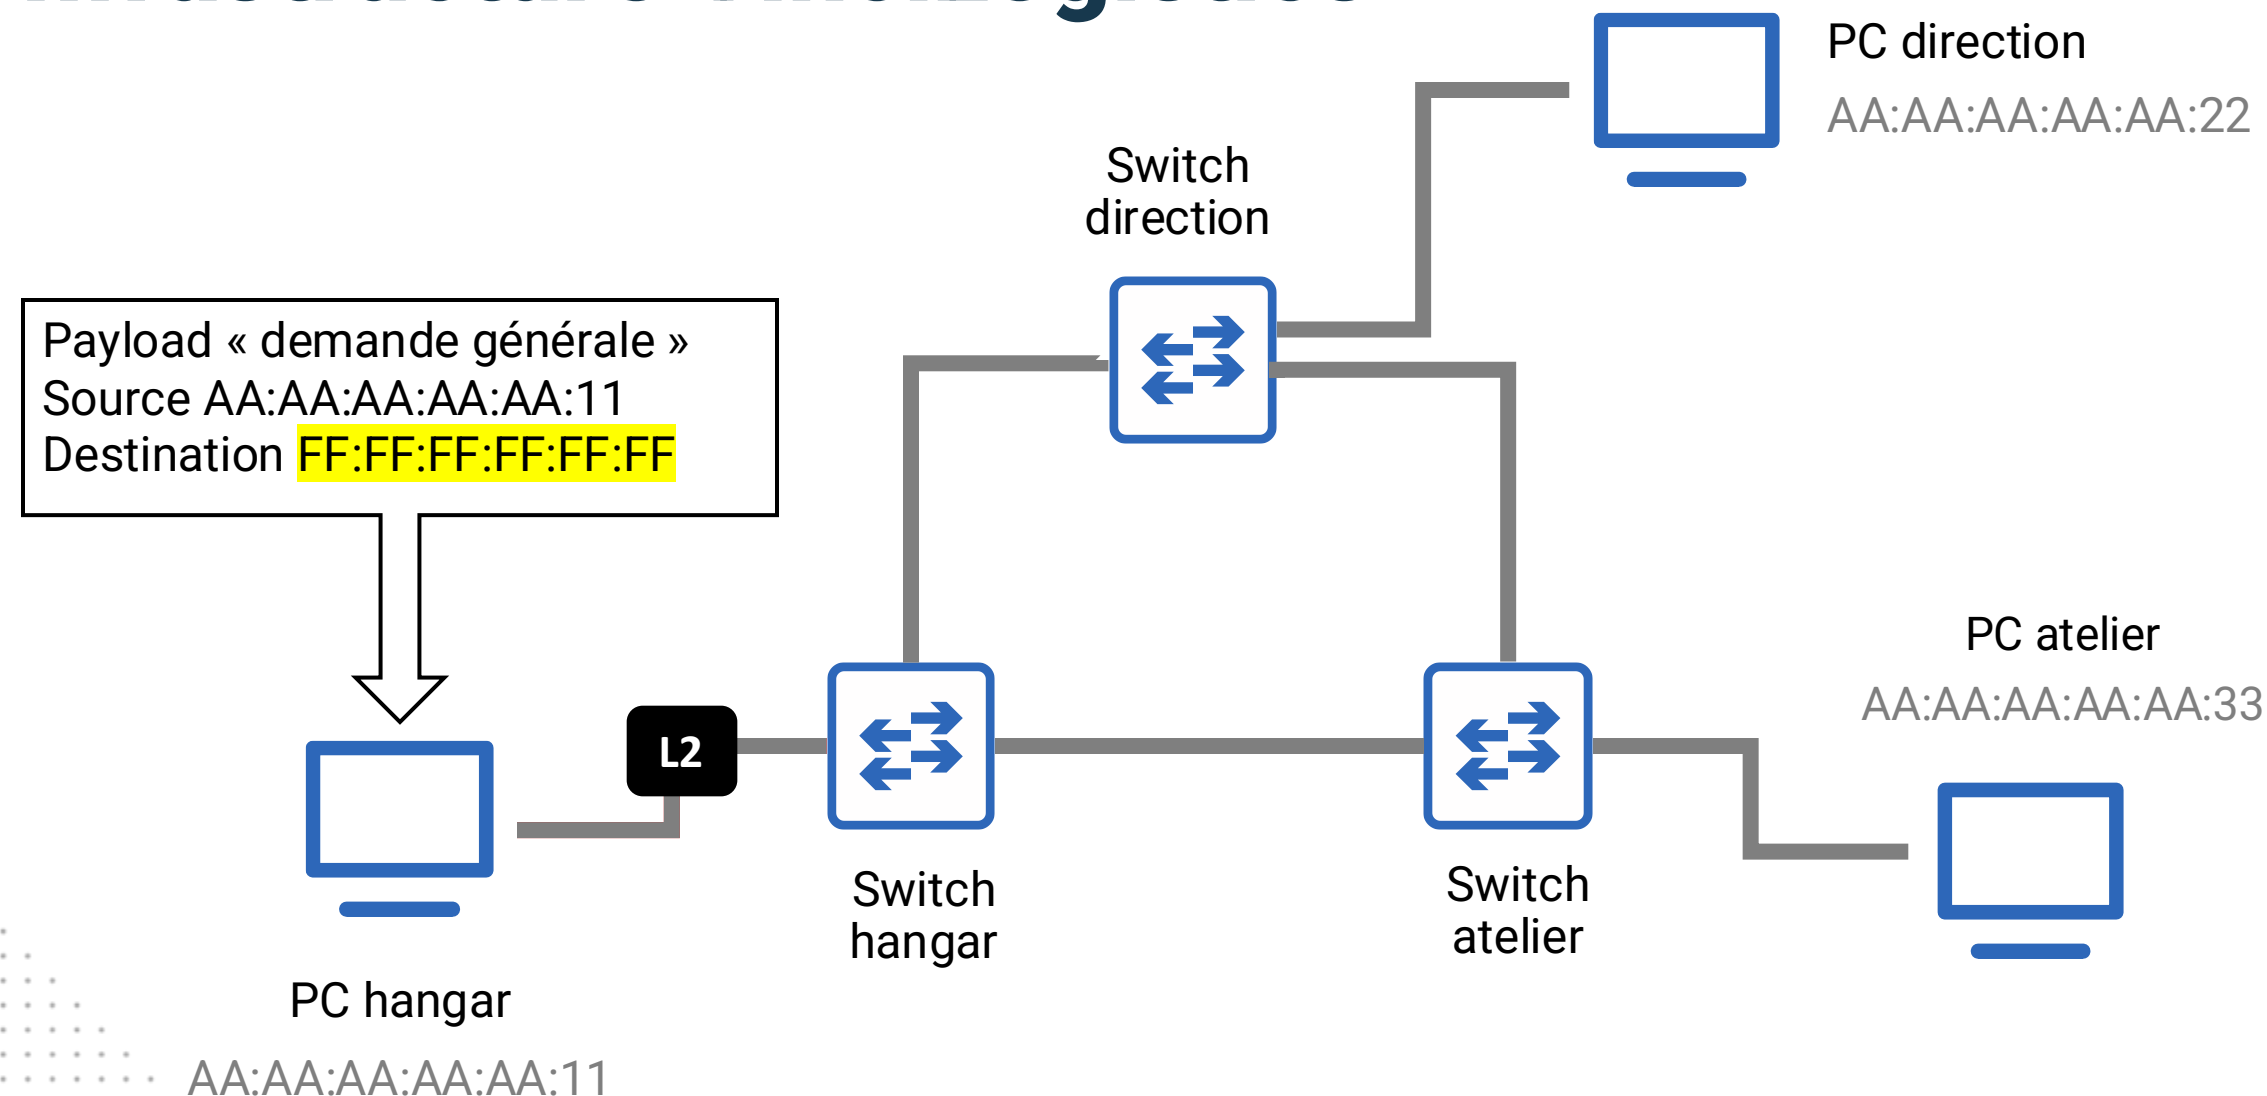 PC direction
AA:AA:AA:AA:AA:22
Switch
direction
Payload « demande générale »
Source AA:AA:AA:AA:AA:11
Destination FF:FF:FF:FF:FF:FF
PC atelier
AA:AA:AA:AA:AA:33
L2
Switch
hangar
Switch
atelier
PC hangar
AA:AA:AA:AA:AA:11